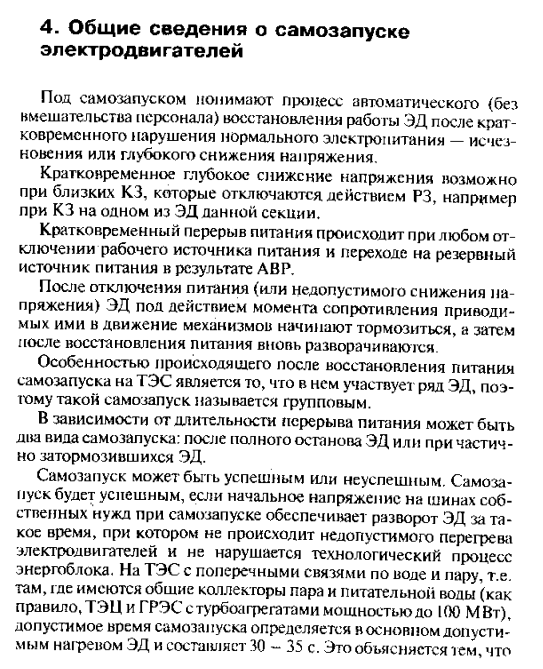 4. Общие сведения о самозапуске
электродвигателей
Под самозапуском понимают процесс автоматического (без
вмешательства персонала) восстановления работы ЭД после крат-
ковременного нарушения нормального электропитания — исчез-
новения или глубокого снижения напряжения.
Кратковременное глубокое снижение напряжения возможно
при близких КЗ, которые отключаются действием РЗ, например
при КЗ на одном из ЭД данной секции.
Кратковременный перерыв питания происходит при любом от-
ключении рабочего источника питания и переходе на резервный
источник питания в результате АВР.
После отключения питания (или недопустимого снижения на-
пряжения) ЭД под действием момента сопротивления приводи-
мых ими в движение механизмов начинают тормозиться, а затем
после восстановления питания вновь разворачиваются.
Особенностью происходящего после восстановления питания
самозапуска на ТЭС является то, что в нем участвует ряд ЭД, поэ-
тому такой самозапуск называется групповым.
В зависимости от длительности перерыва питания может быть
два вида самозапуска: после полного останова ЭД или при частич-
но затормозившихся ЭД.
Самозапуск может быть успешным или неуспешным. Самоза-
пуск будет успешным, если начальное напряжение на шинах соб-
ственных нужд при самозапуске обеспечивает разворот ЭД за та-
кое время, при котором не происходит недопустимого перегрева
электродвигателей и не нарушается технологический процесс
энергоблока. На ТЭС с поперечными связями по воде и пару, т.е.
там, где имеются общие коллекторы пара и питательной воды (как
правило, ТЭЦ и ГРЭС с турбоагрегатами мощностью до 100 МВт),
допустимое время самозапуска определяется в основном допусти-
мым нагревом ЭД и составляет 30 – 35 с. Это объясняется тем, что